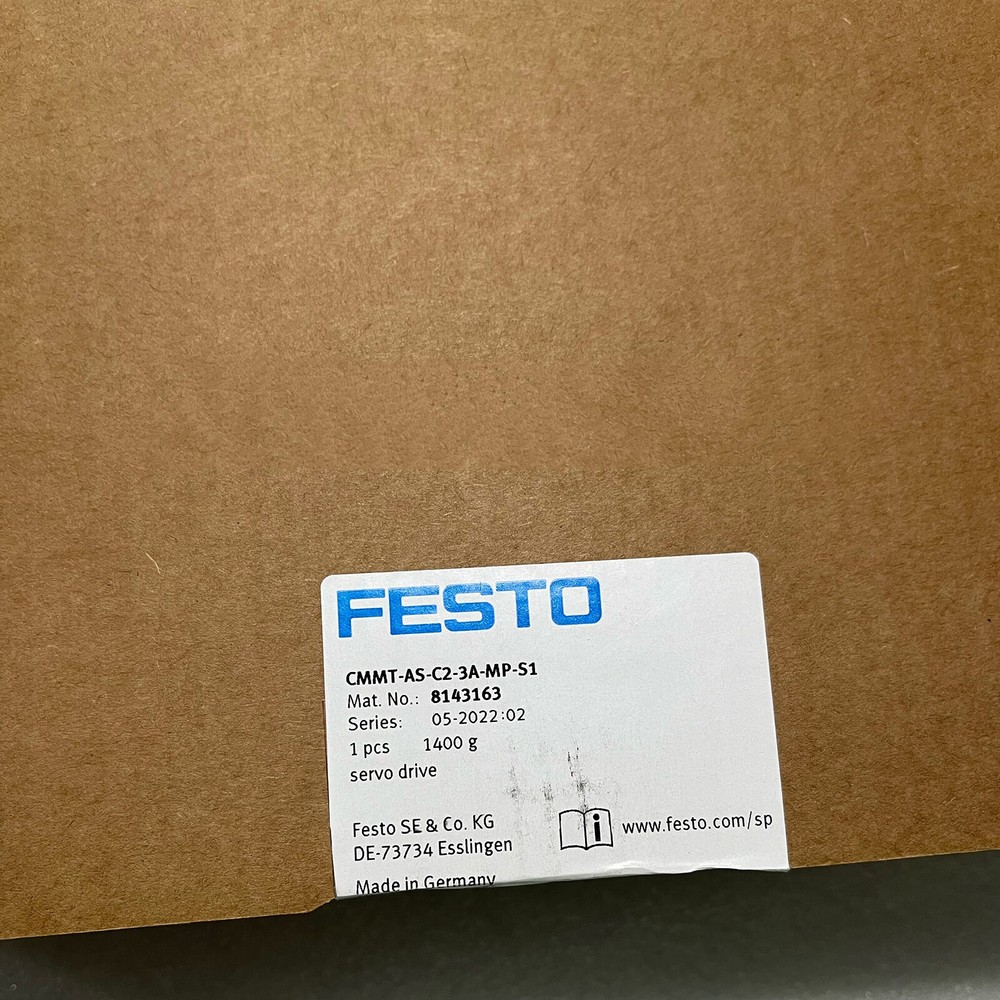 FESTO
CMMT-AS-C2-3A-MP-S1
Mat. No.: 8143163
Series: 05-2022:02
1 pcs 1400 g
servo drive
Festo SE & Co. KG
DE-73734 Esslingen
i www.festo.com/sp
Made in Germany